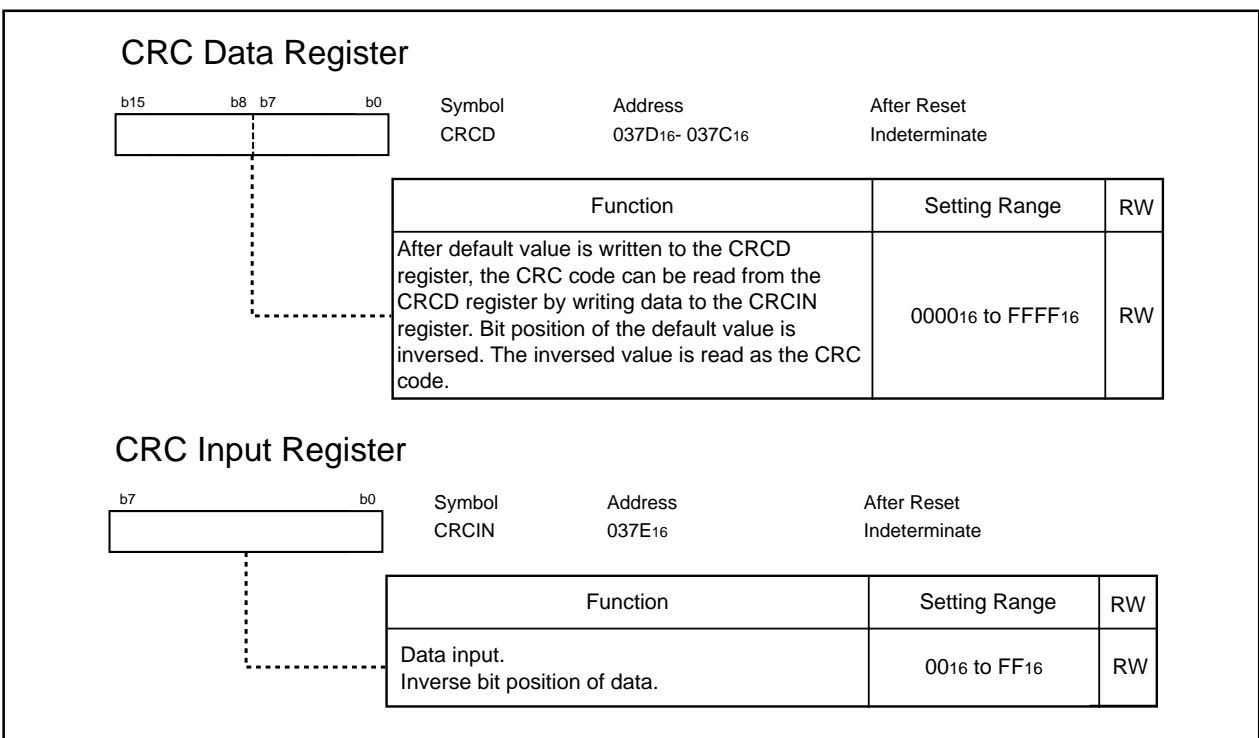 CRC Data Register
b15 b8 b7 b0 Symbol Address After Reset
CRCD 037D16- 037C16 Indeterminate
Function Setting Range RW
After default value is written to the CRCD
register, the CRC code can be read from the
CRCD register by writing data to the CRCIN
register. Bit position of the default value is
inversed. The inversed value is read as the CRC
code.
000016 to FFFF16 RW
CRC Input Register
b7 b0 Symbol Address After Reset
CRCIN 037E16 Indeterminate
Function Setting Range RW
Data input.
Inverse bit position of data.
0016 to FF16 RW